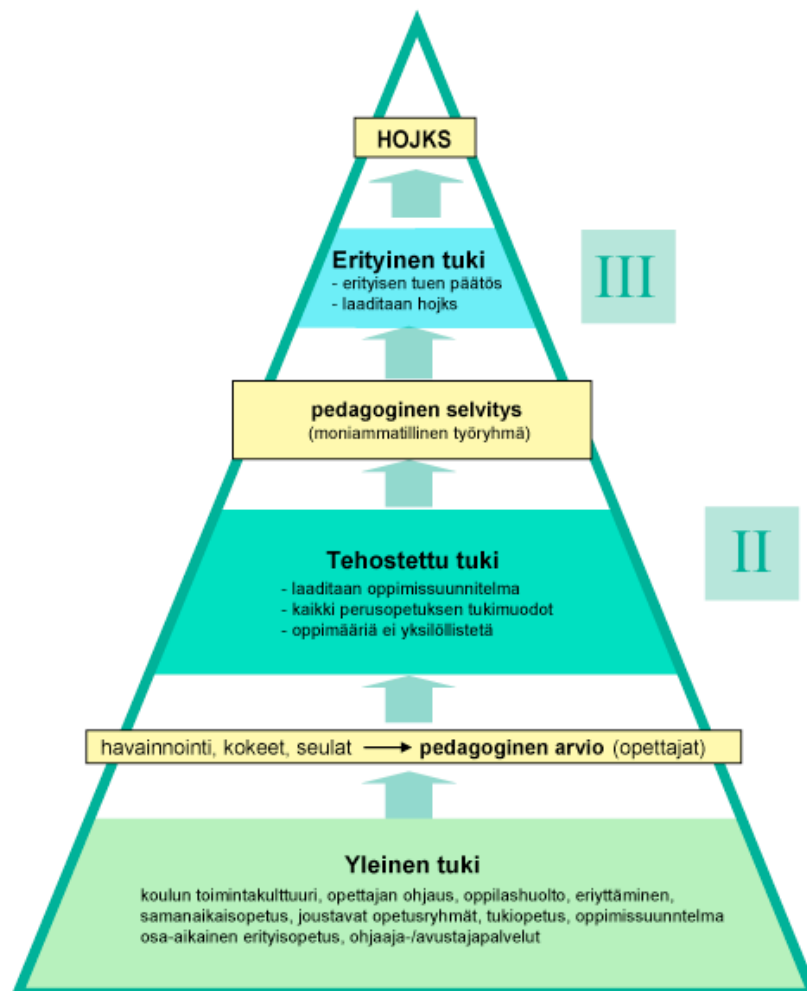 HOJKS
Erityinen tuki
- erityisen tuen päätös
- laaditaan hojks
III
pedagoginen selvitys
(moniammatillinen työryhmä)
II
Tehostettu tuki
- laaditaan oppimissuunnitelma
- kaikki perusopetuksen tukimuodot
- oppimääriä ei yksilöllistetä
havainnointi, kokeet, seulat → pedagoginen arvio (opettajat)
Yleinen tuki
koulun toimintakulttuuri, opettajan ohjaus, oppilashuolto, eriyttäminen,
samanaikaisopetus, joustavat opetusryhmät, tukiopetus, oppimissuunntelma
osa-aikainen erityisopetus, ohjaaja-/avustajapalvelut